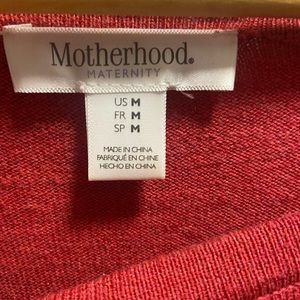 Motherhood.
MATERNITY
US M
FR M
SP M
MADE IN CHINA
FABRIQUÉ EN CHINE
HECHO EN CHINA